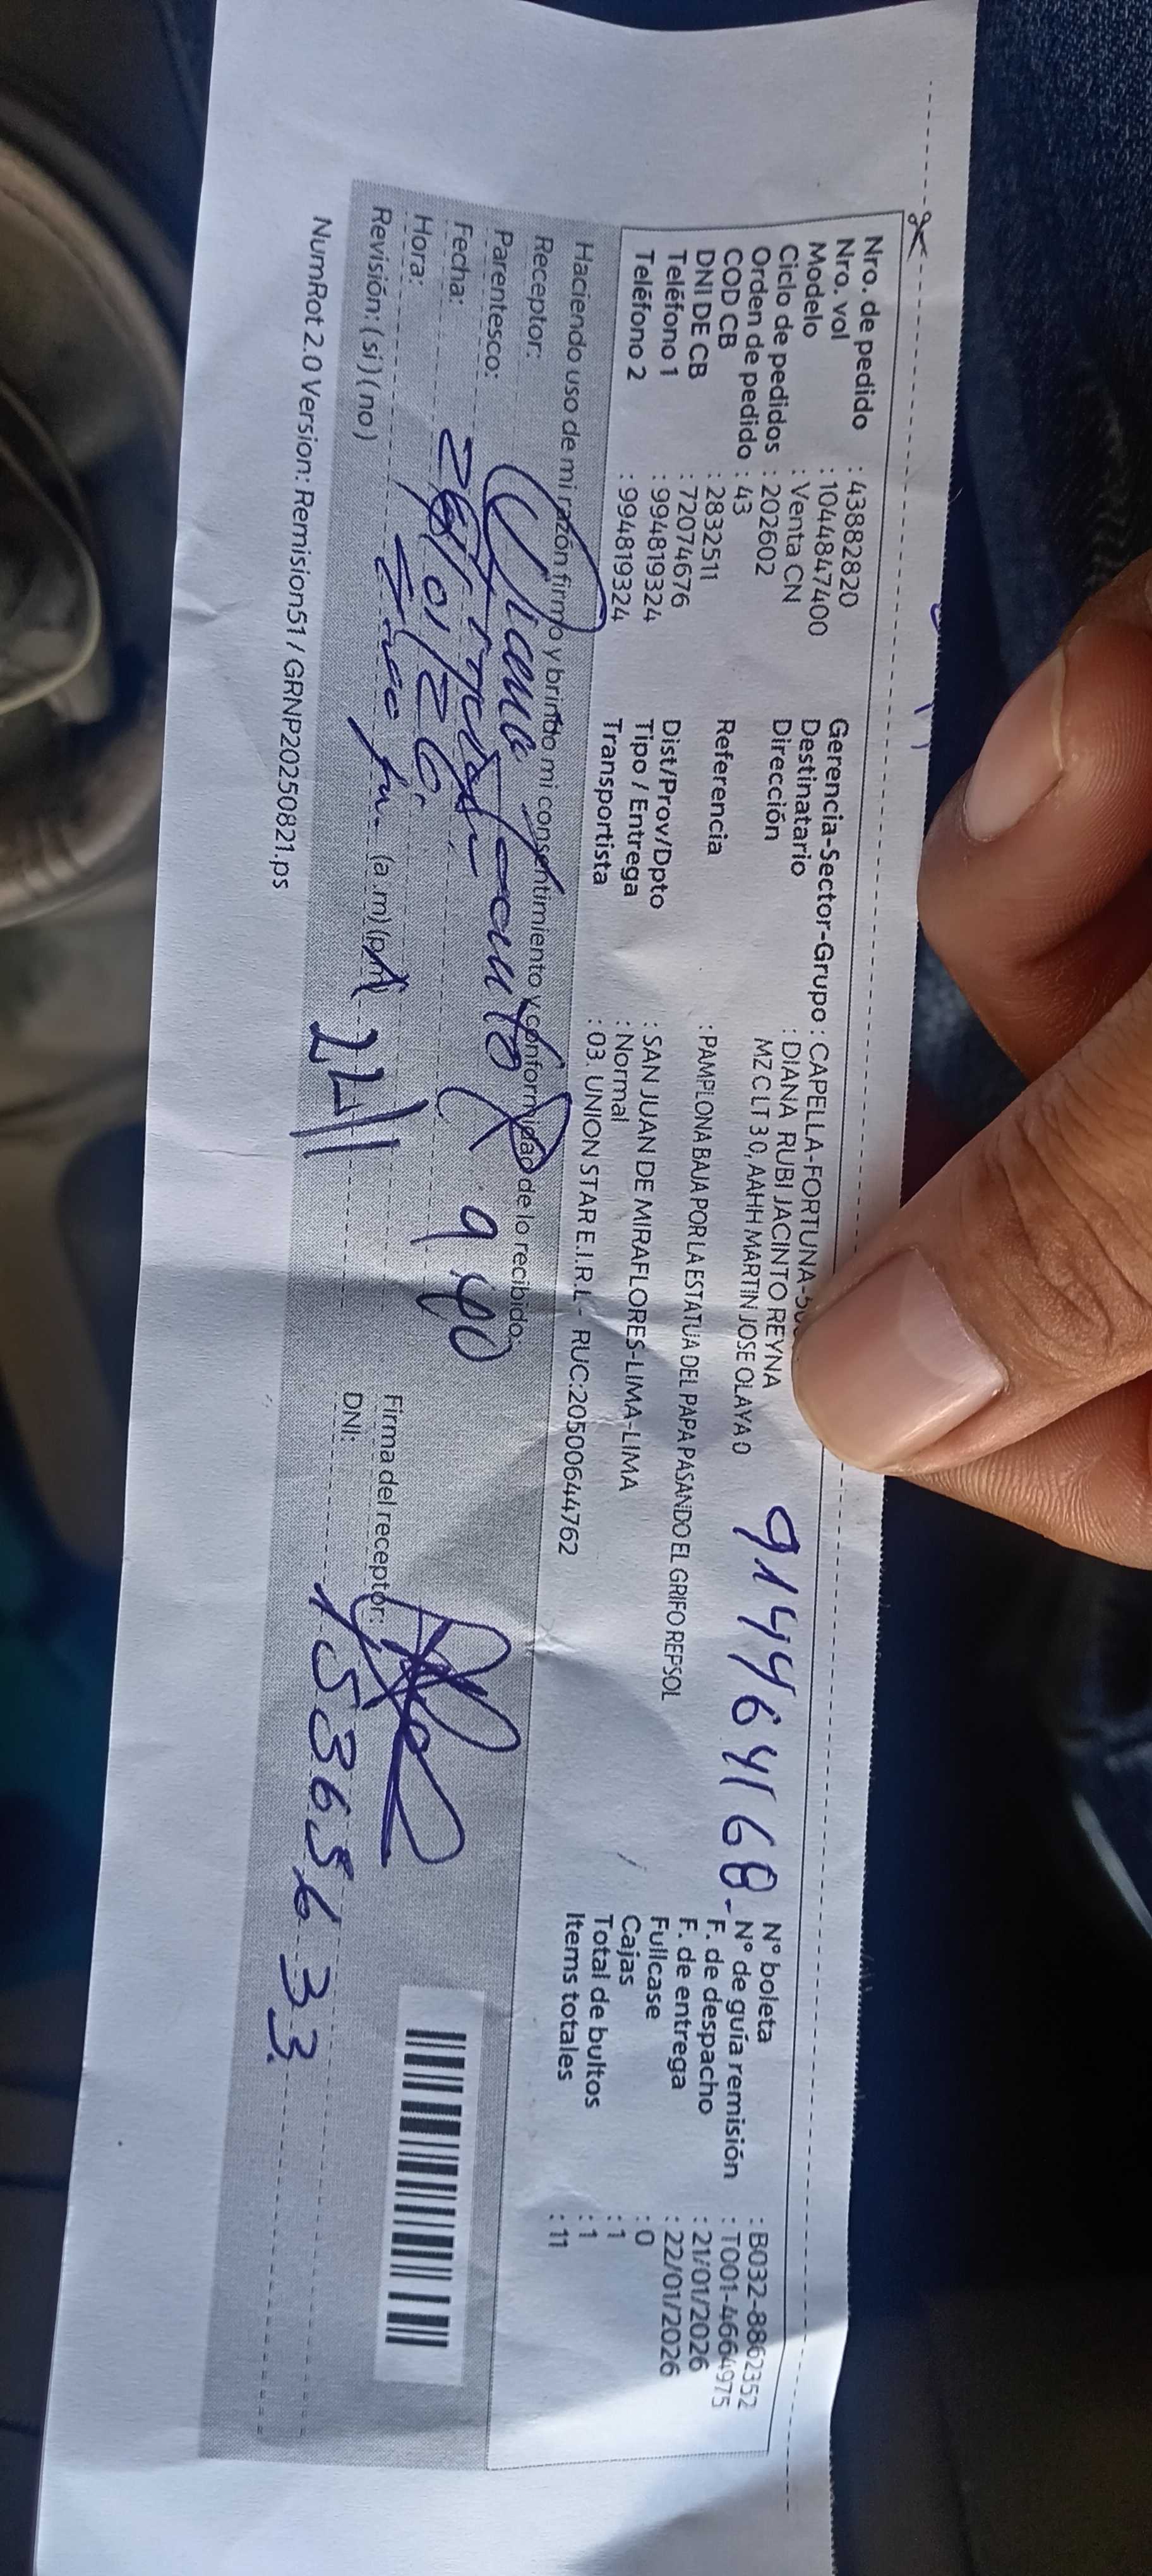 Nro. de pedido : 43882820
Nro. vol : 1044847400
Modelo : Venta CN
Ciclo de pedidos : 202602
Orden de pedido : 43
COD CB : 2832511
DNI DE CB : 72074676
Teléfono 1 : 994819324
Teléfono 2 : 994819324
Gerencia-Sector-Grupo : CAPELLA-FORTUNA-
Destinatario : DIANA RUBI JACINTO REYNA
Dirección MZ C LT 3 0, AAHH MARTIN JOSE OLAYA 0
Referencia : PAMPLONA BAJA POR LA ESTATUA DEL PAPA PASANDO EL GRIFO REPSOL
Dist/Prov/Dpto : SAN JUAN DE MIRAFLORES-LIMA-LIMA
Tipo / Entrega : Normal
Transportista : 03. UNION STAR E.I.R.L - RUC:20500644762
914464168-
N° boleta : B032-8862352
N° de guía remisión : T001-4664975
F. de despacho : 21/01/2026
F. de entrega : 22/01/2026
Fullcase : 0
Cajas : 1
Total de bultos : 1
Items totales : 11
Haciendo uso de mi razón firmo y brindo mi consentimiento y conformidad de lo recibido:
Receptor:
Parentesco:
Fecha: /01/26
Hora: (a.m)(pm)
Revisión: (si) (no)
Firma del receptor:
DNI:
NumRot 2.0 Version: Remision51 / GRNP20250821.ps